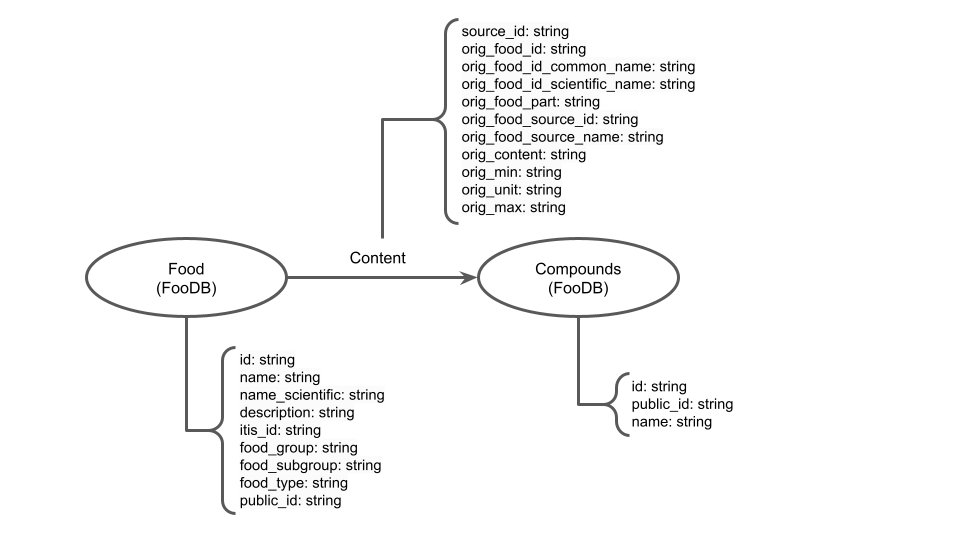 source_id: string
orig_food_id: string
orig_food_id_common_name: string
orig_food_id_scientific_name: string
orig_food_part: string
orig_food_source_id: string
orig_food_source_name: string
orig_content: string
orig_min: string
orig_unit: string
orig_max: string
Content
Food
(FooDB)
Compounds
(FooDB)
id: string
name: string
name_scientific: string
description: string
itis_id: string
food_group: string
food_subgroup: string
food_type: string
public_id: string
id: string
public_id: string
name: string